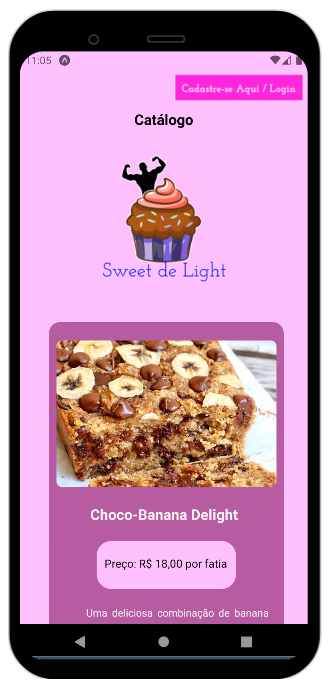 11:05
Cadastre-se Aqui / Login
Catálogo
Sweet de Light
Choco-Banana Delight
Preço: R$ 18,00 por fatia
Uma deliciosa combinação de banana